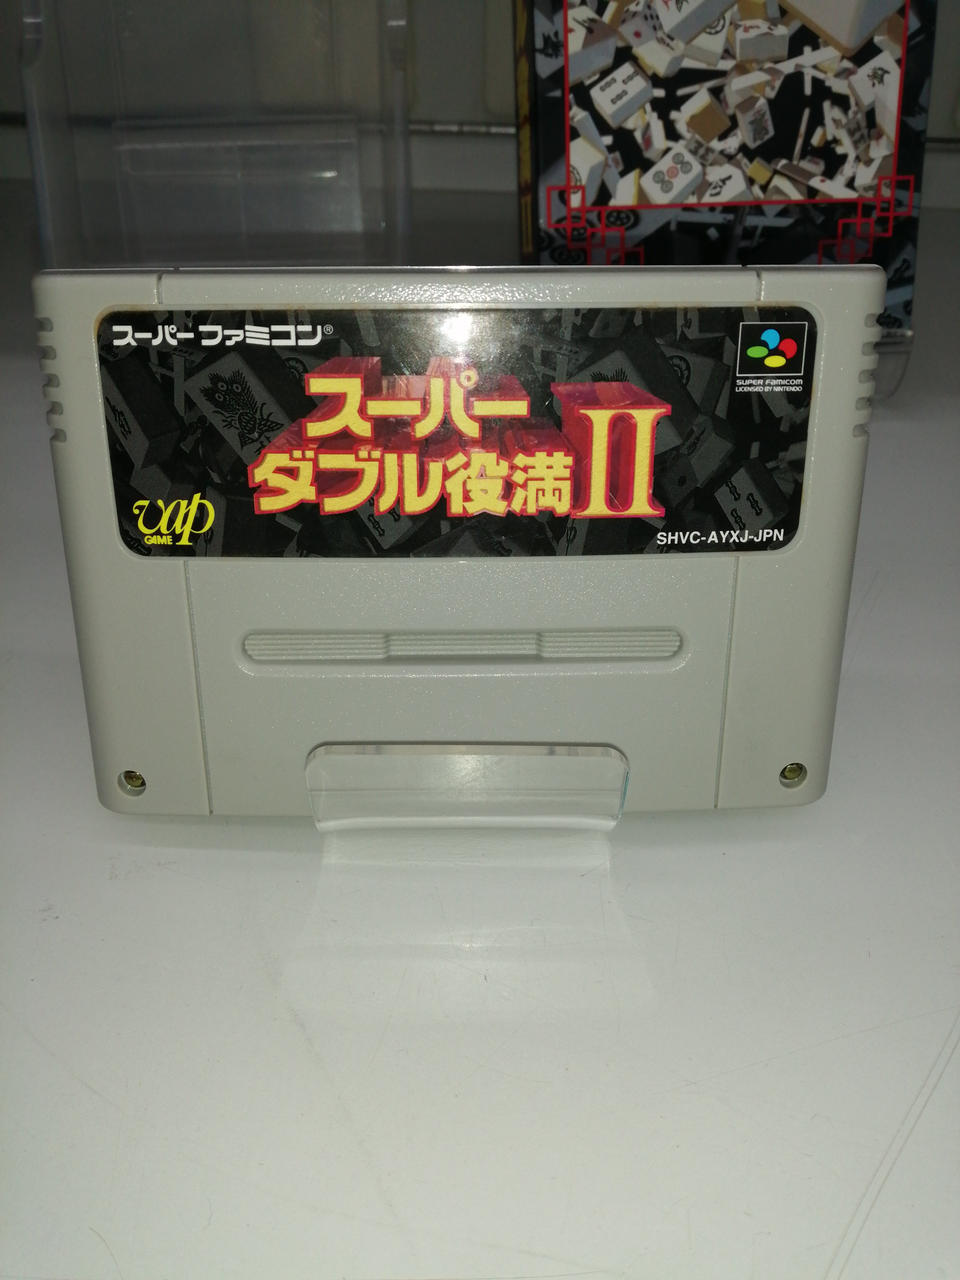 スーパーファミコン®
SUPER FAMICOM
LICENSED BY NINTENDO
スーパー
ダブル役満II
vap
GAME
SHVC-AYXJ-JPN